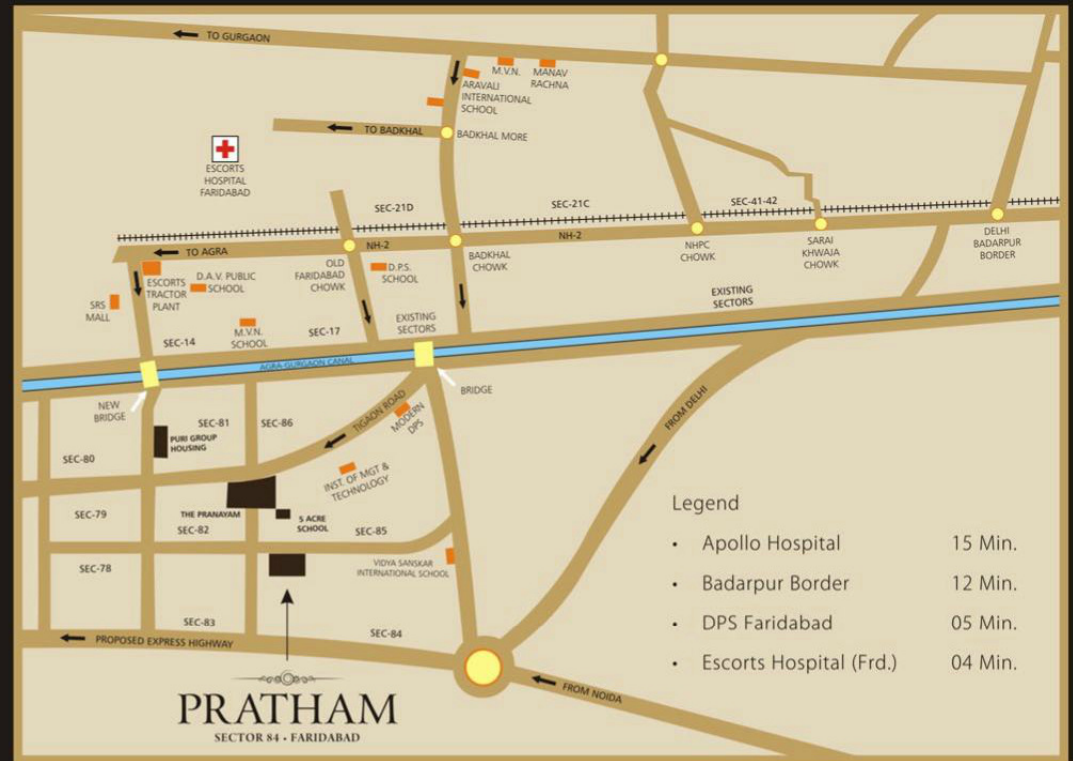 TO GURGAON
M.V.N.
MANAV
RACHNA
ARAVALI
INTERNATIONAL
SCHOOL
TO BADKHAL
BADKHAL MORE
ESCORTS
HOSPITAL
FARIDABAD
SEC-21D
SEC-21C
SEC-41-42
TO AGRA
NH-2
NH-2
OLD
FARIDABAD
CHOWK
BADKHAL
CHOWK
NHPC
CHOWK
SARAI
KHWAJA
CHOWK
DELHI
BADARPUR
BORDER
ESCORTS
TRACTOR
PLANT
D.A.V. PUBLIC
SCHOOL
D.P.S.
SCHOOL
SRS
MALL
M.V.N.
SCHOOL
SEC-14
SEC-17
EXISTING
SECTORS
EXISTING
SECTORS
AGRA-GURGAON CANAL
NEW
BRIDGE
BRIDGE
SEC-81
SEC-86
TIGAON ROAD
MODERN
DPS
FROM DELHI
PURI GROUP
HOUSING
SEC-80
INST. OF MGT &
TECHNOLOGY
SEC-79
THE PRANAYAM
SEC-82
5 ACRE
SCHOOL
SEC-85
SEC-78
VIDYA SANSKAR
INTERNATIONAL SCHOOL
SEC-83
SEC-84
PROPOSED EXPRESS HIGHWAY
FROM NOIDA
PRATHAM
SECTOR 84 • FARIDABAD
Legend
• Apollo Hospital 15 Min.
• Badarpur Border 12 Min.
• DPS Faridabad 05 Min.
• Escorts Hospital (Frd.) 04 Min.